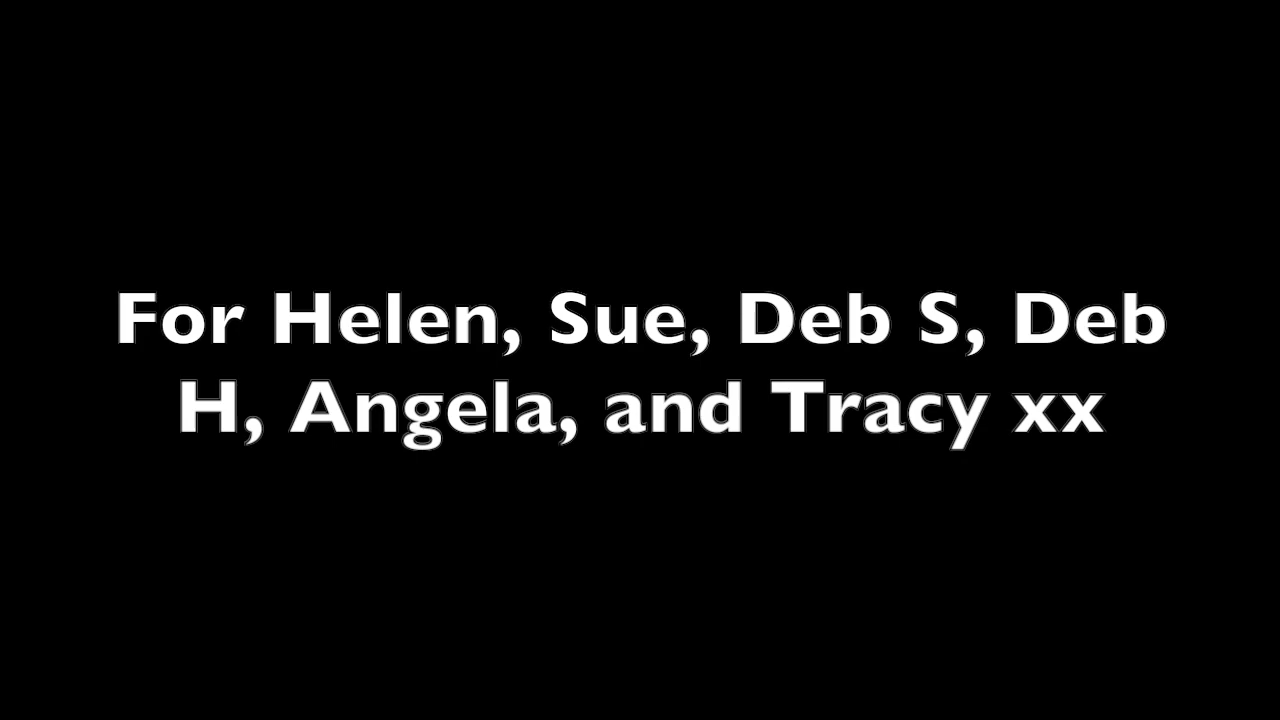 For Helen, Sue, Deb S, Deb
H, Angela, and Tracy xx